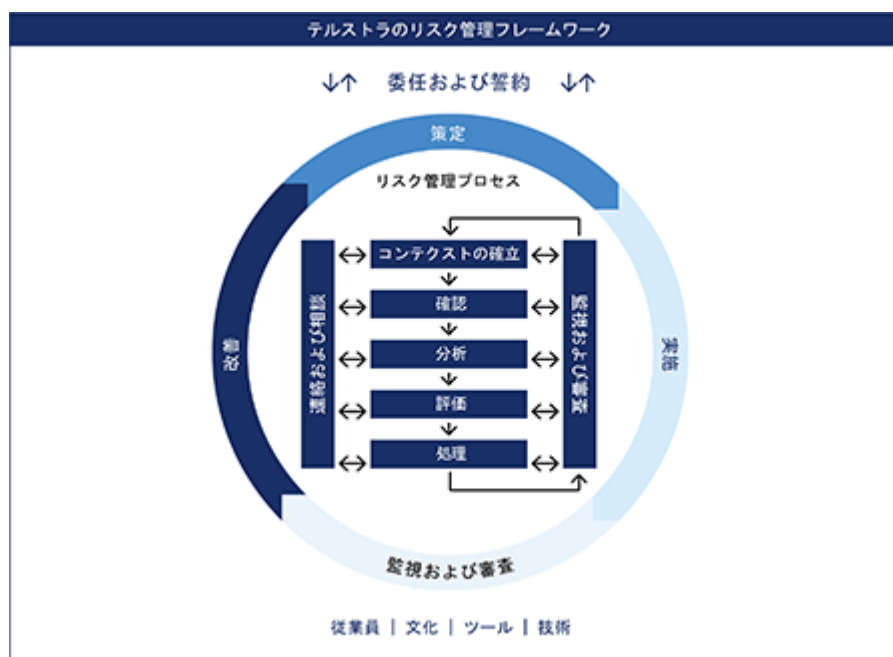 テルストラのリスク管理フレームワーク
↓↑ 委任および誓約 ↓↑
策定
リスク管理プロセス
コンテクストの確立
確認
分析
評価
処理
連絡および相談
監視および審査
改善
実施
監視および審査
従業員 | 文化 | ツール | 技術